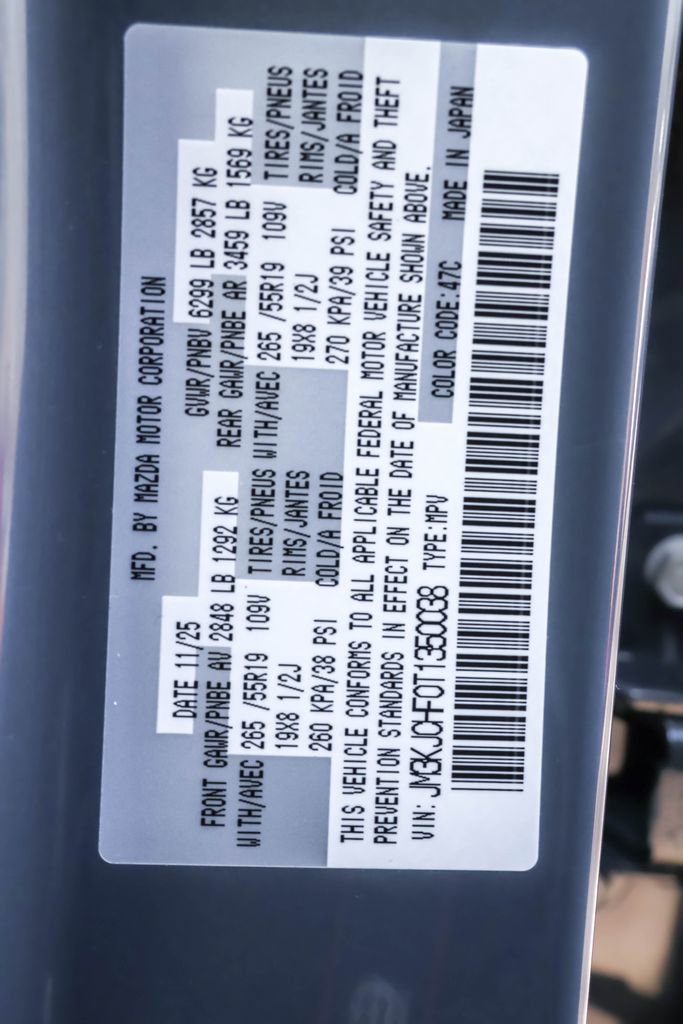 MFD. BY MAZDA MOTOR CORPORATION
DATE 11/25 GVWR/PNBV 6299 LB 2857 KG
FRONT GAWR/PNBE AV 2848 LB 1292 KG REAR GAWR/PNBE AR 3459 LB 1569 KG
WITH/AVEC 265 /55R19 109V TIRES/PNEUS WITH/AVEC 265 /55R19 109V TIRES/PNEUS
19X8 1/2J RIMS/JANTES 19X8 1/2J RIMS/JANTES
260 KPA/38 PSI COLD/A FROID 270 KPA/39 PSI COLD/A FROID
THIS VEHICLE CONFORMS TO ALL APPLICABLE FEDERAL MOTOR VEHICLE SAFETY AND THEFT
PREVENTION STANDARDS IN EFFECT ON THE DATE OF MANUFACTURE SHOWN ABOVE.
VIN: JM3KJCHF0T1350038 TYPE:MPV COLOR CODE:47C MADE IN JAPAN